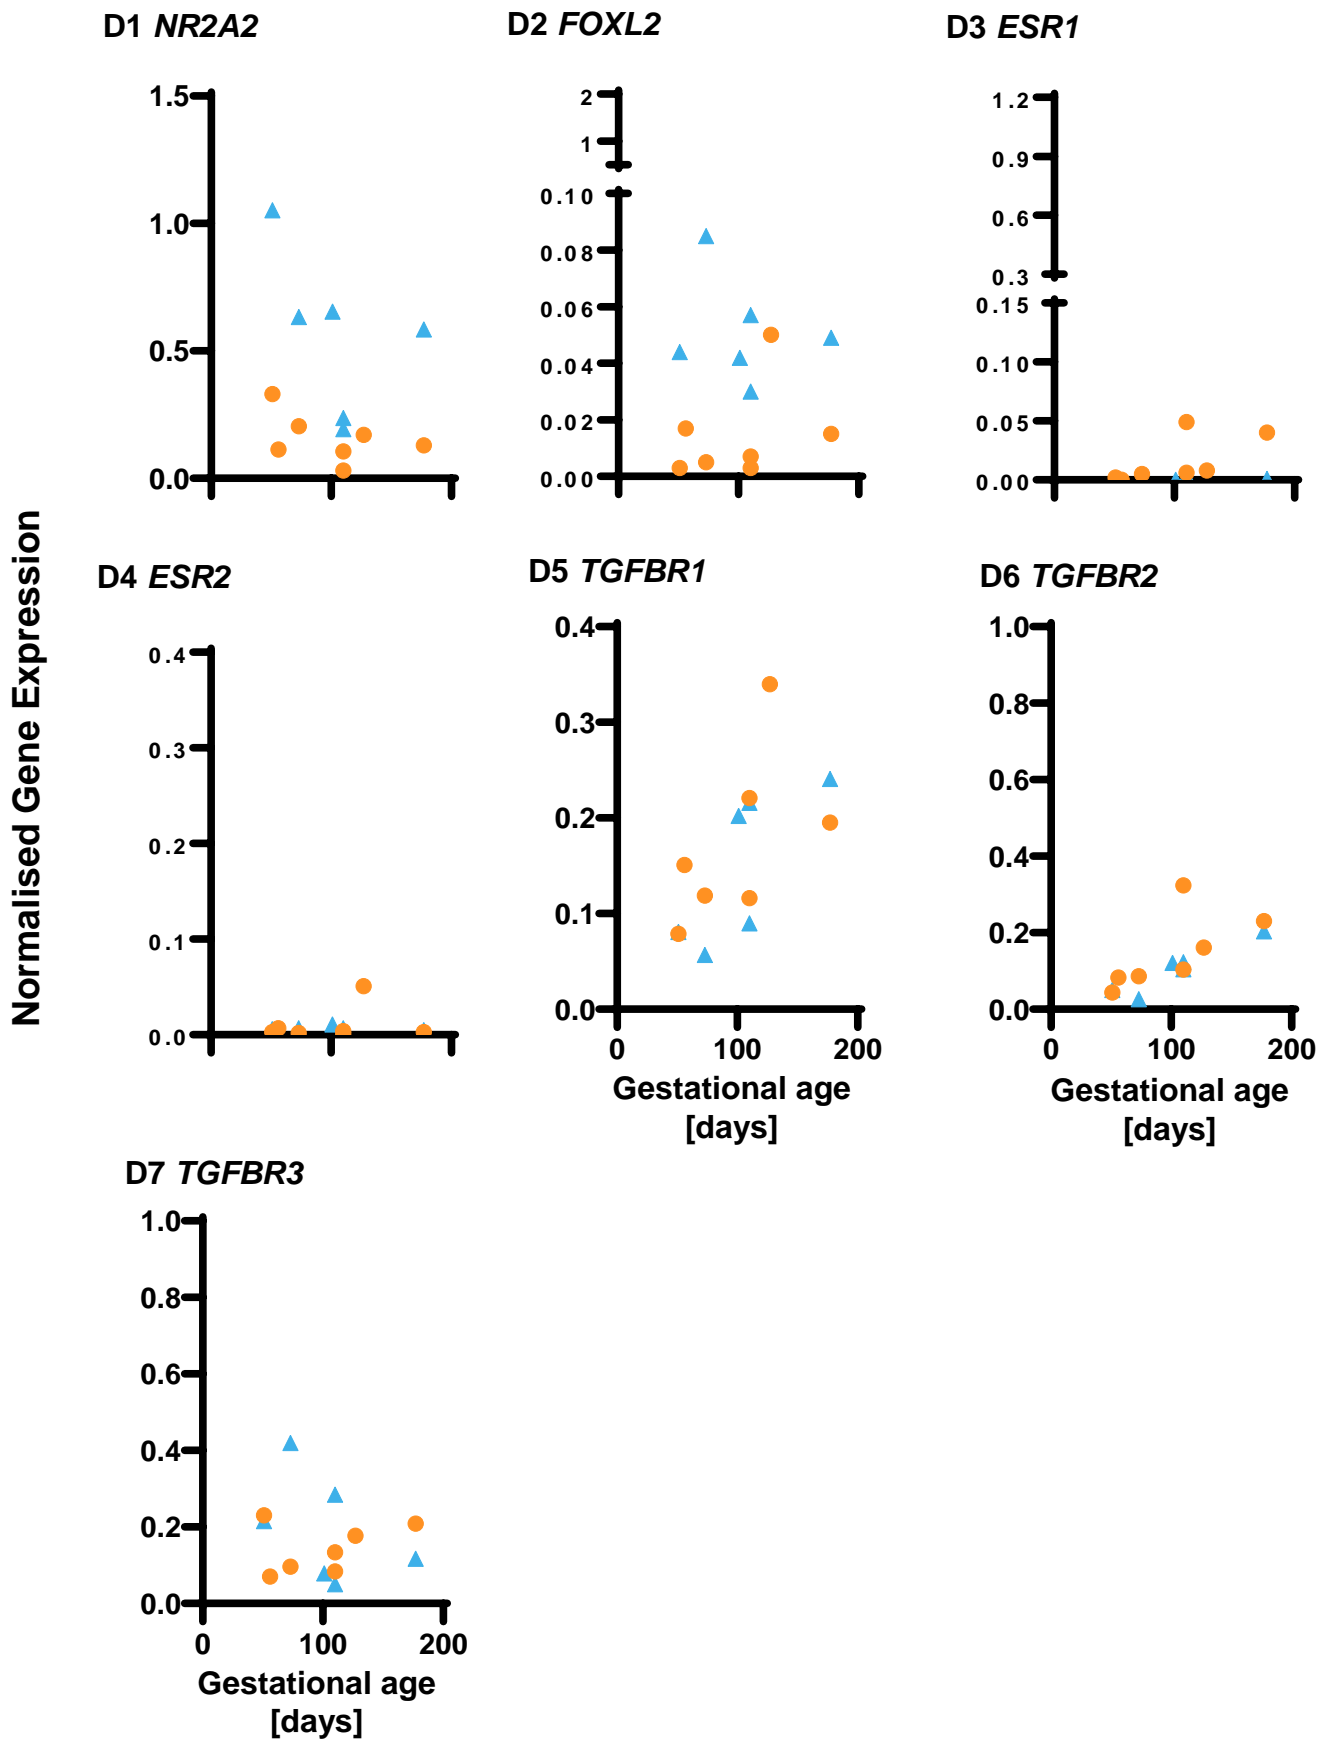 D1 NR2A2
D2 FOXL2
D3 ESR1
1.5
1.0
0.5
0.0
2
1
0.10
0.08
0.06
0.04
0.02
0.00
1.2
0.9
0.6
0.3
0.15
0.10
0.05
0.00
Normalised Gene Expression
D4 ESR2
D5 TGFBR1
D6 TGFBR2
0.4
0.3
0.2
0.1
0.0
0.4
0.3
0.2
0.1
0.0
0 100 200
Gestational age
[days]
1.0
0.8
0.6
0.4
0.2
0.0
0 100 200
Gestational age
[days]
D7 TGFBR3
1.0
0.8
0.6
0.4
0.2
0.0
0 100 200
Gestational age
[days]